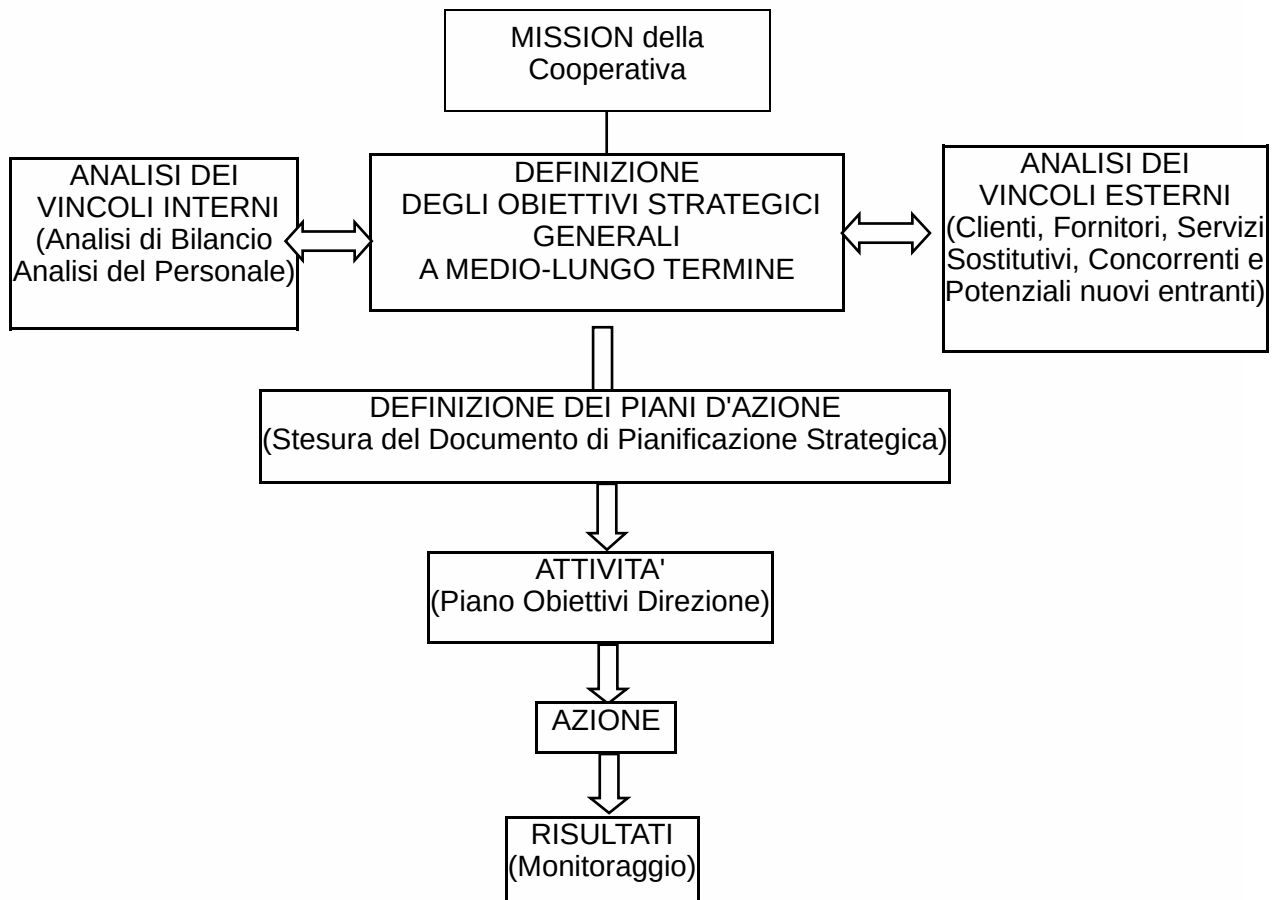 MISSION della
Cooperativa
ANALISI DEI
VINCOLI INTERNI
(Analisi di Bilancio
Analisi del Personale)
DEFINIZIONE
DEGLI OBIETTIVI STRATEGICI
GENERALI
A MEDIO-LUNGO TERMINE
ANALISI DEI
VINCOLI ESTERNI
(Clienti, Fornitori, Servizi
Sostitutivi, Concorrenti e
Potenziali nuovi entranti)
DEFINIZIONE DEI PIANI D'AZIONE
(Stesura del Documento di Pianificazione Strategica)
ATTIVITA'
(Piano Obiettivi Direzione)
AZIONE
RISULTATI
(Monitoraggio)